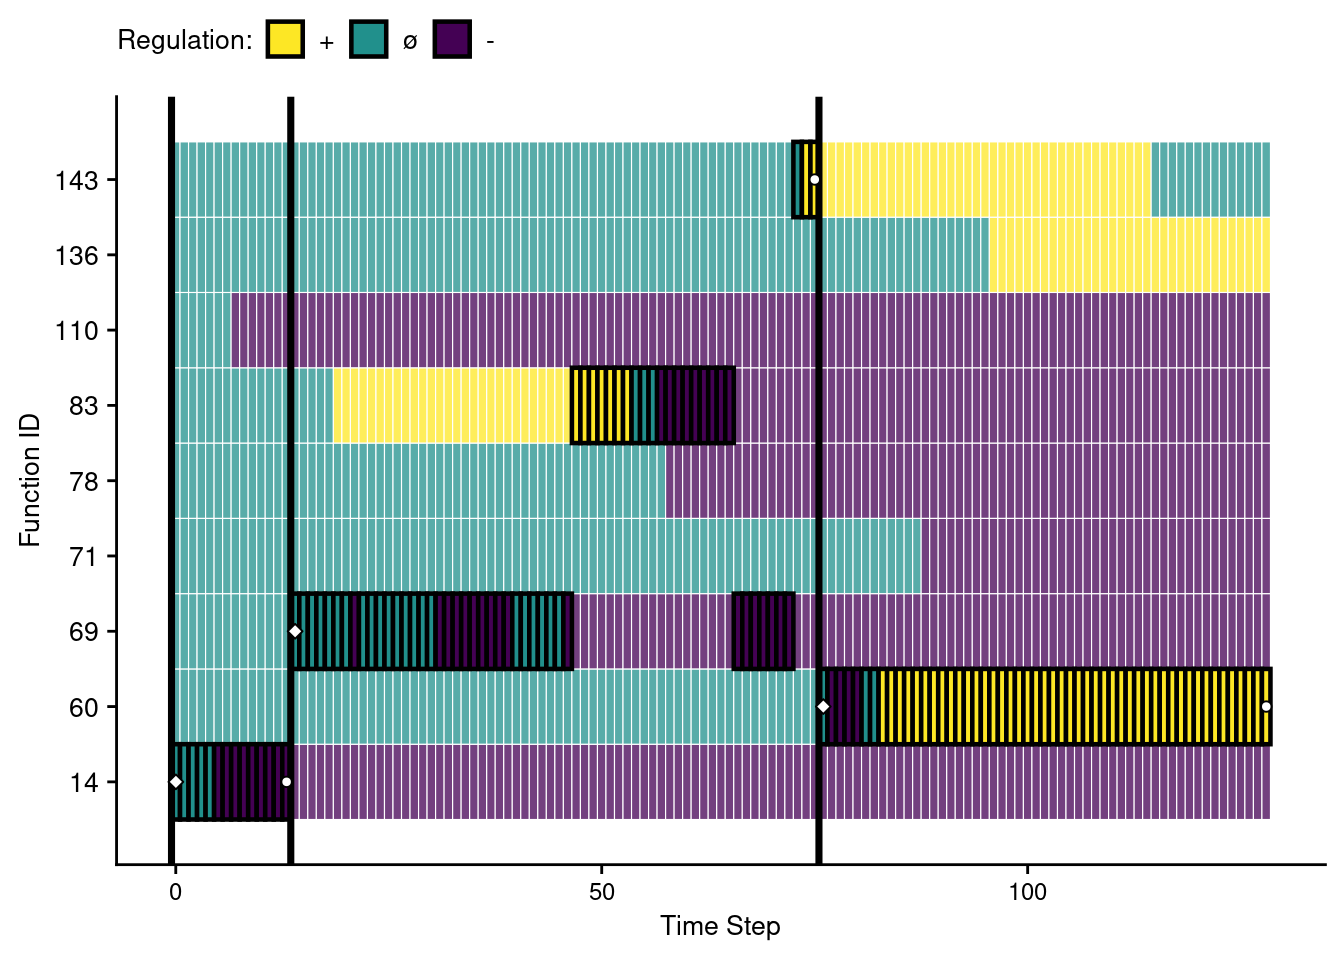 Regulation: + ø -
143
136
110
83
78
71
69
60
14
Function ID
0 50 100
Time Step